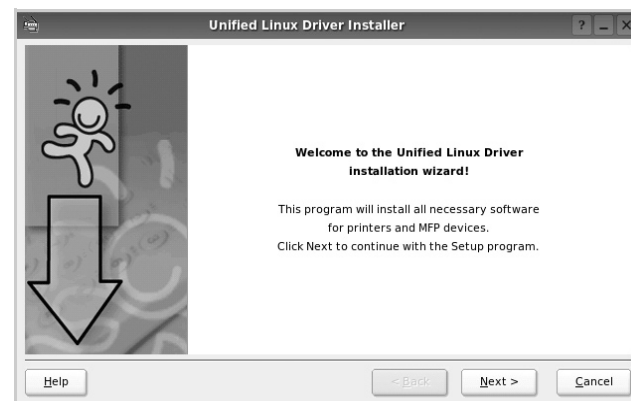 Unified Linux Driver Installer
Welcome to the Unified Linux Driver
installation wizard!
This program will install all necessary software
for printers and MFP devices.
Click Next to continue with the Setup program.
Help
< Back
Next >
Cancel